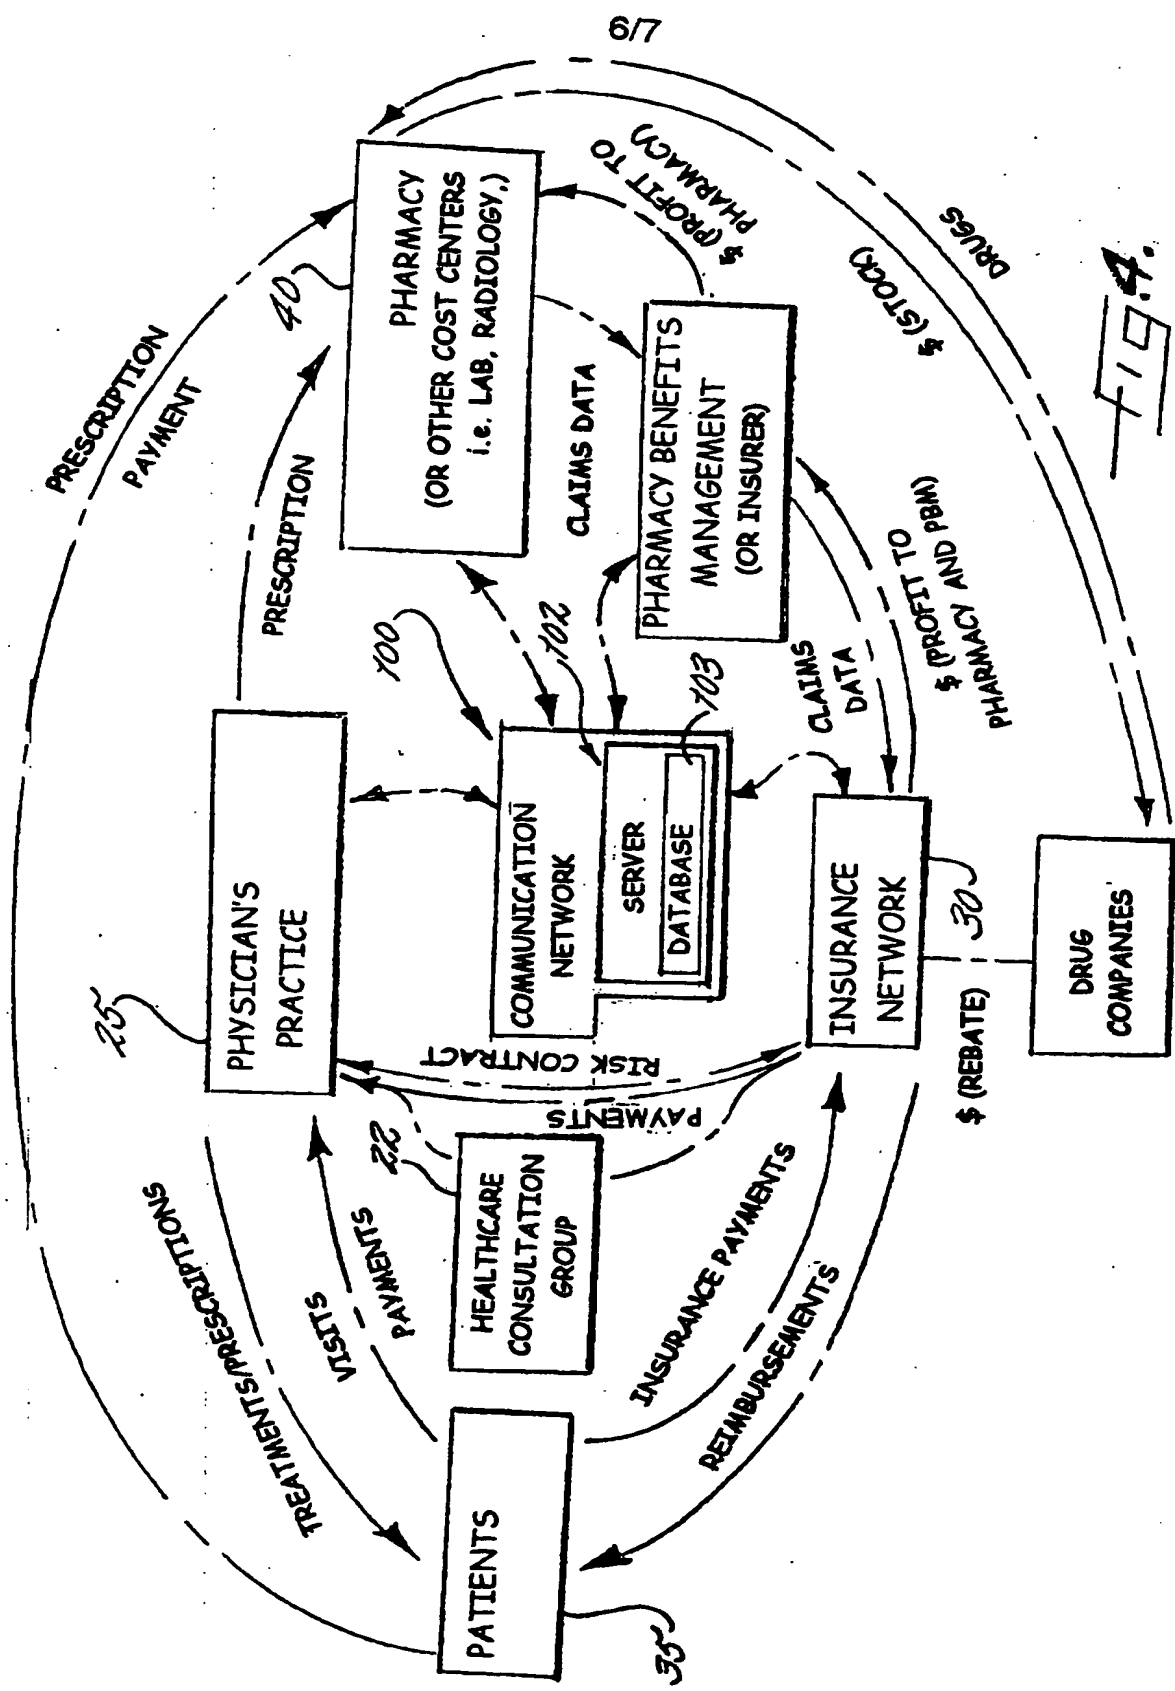 6/7
PRESCRIPTION
PAYMENT
PRESCRIPTION
40
PHARMACY
(OR OTHER COST CENTERS
i.e. LAB, RADIOLOGY,)
$ (PROFIT TO
PHARMACY)
25
PHYSICIAN'S
PRACTICE
TREATMENTS/PRESCRIPTIONS
VISITS
PAYMENTS
22
HEALTHCARE
CONSULTATION
GROUP
RISK CONTRACT
PAYMENTS
100
COMMUNICATION
NETWORK
102
SERVER
103
DATABASE
CLAIMS DATA
PHARMACY BENEFITS
MANAGEMENT
(OR INSURER)
PATIENTS
35
INSURANCE PAYMENTS
REIMBURSEMENTS
INSURANCE
NETWORK
30
CLAIMS
DATA
$ (PROFIT TO
PHARMACY AND PBM)
$ (STOCK)
DRUGS
$ (REBATE)
DRUG
COMPANIES
Fig. 4.